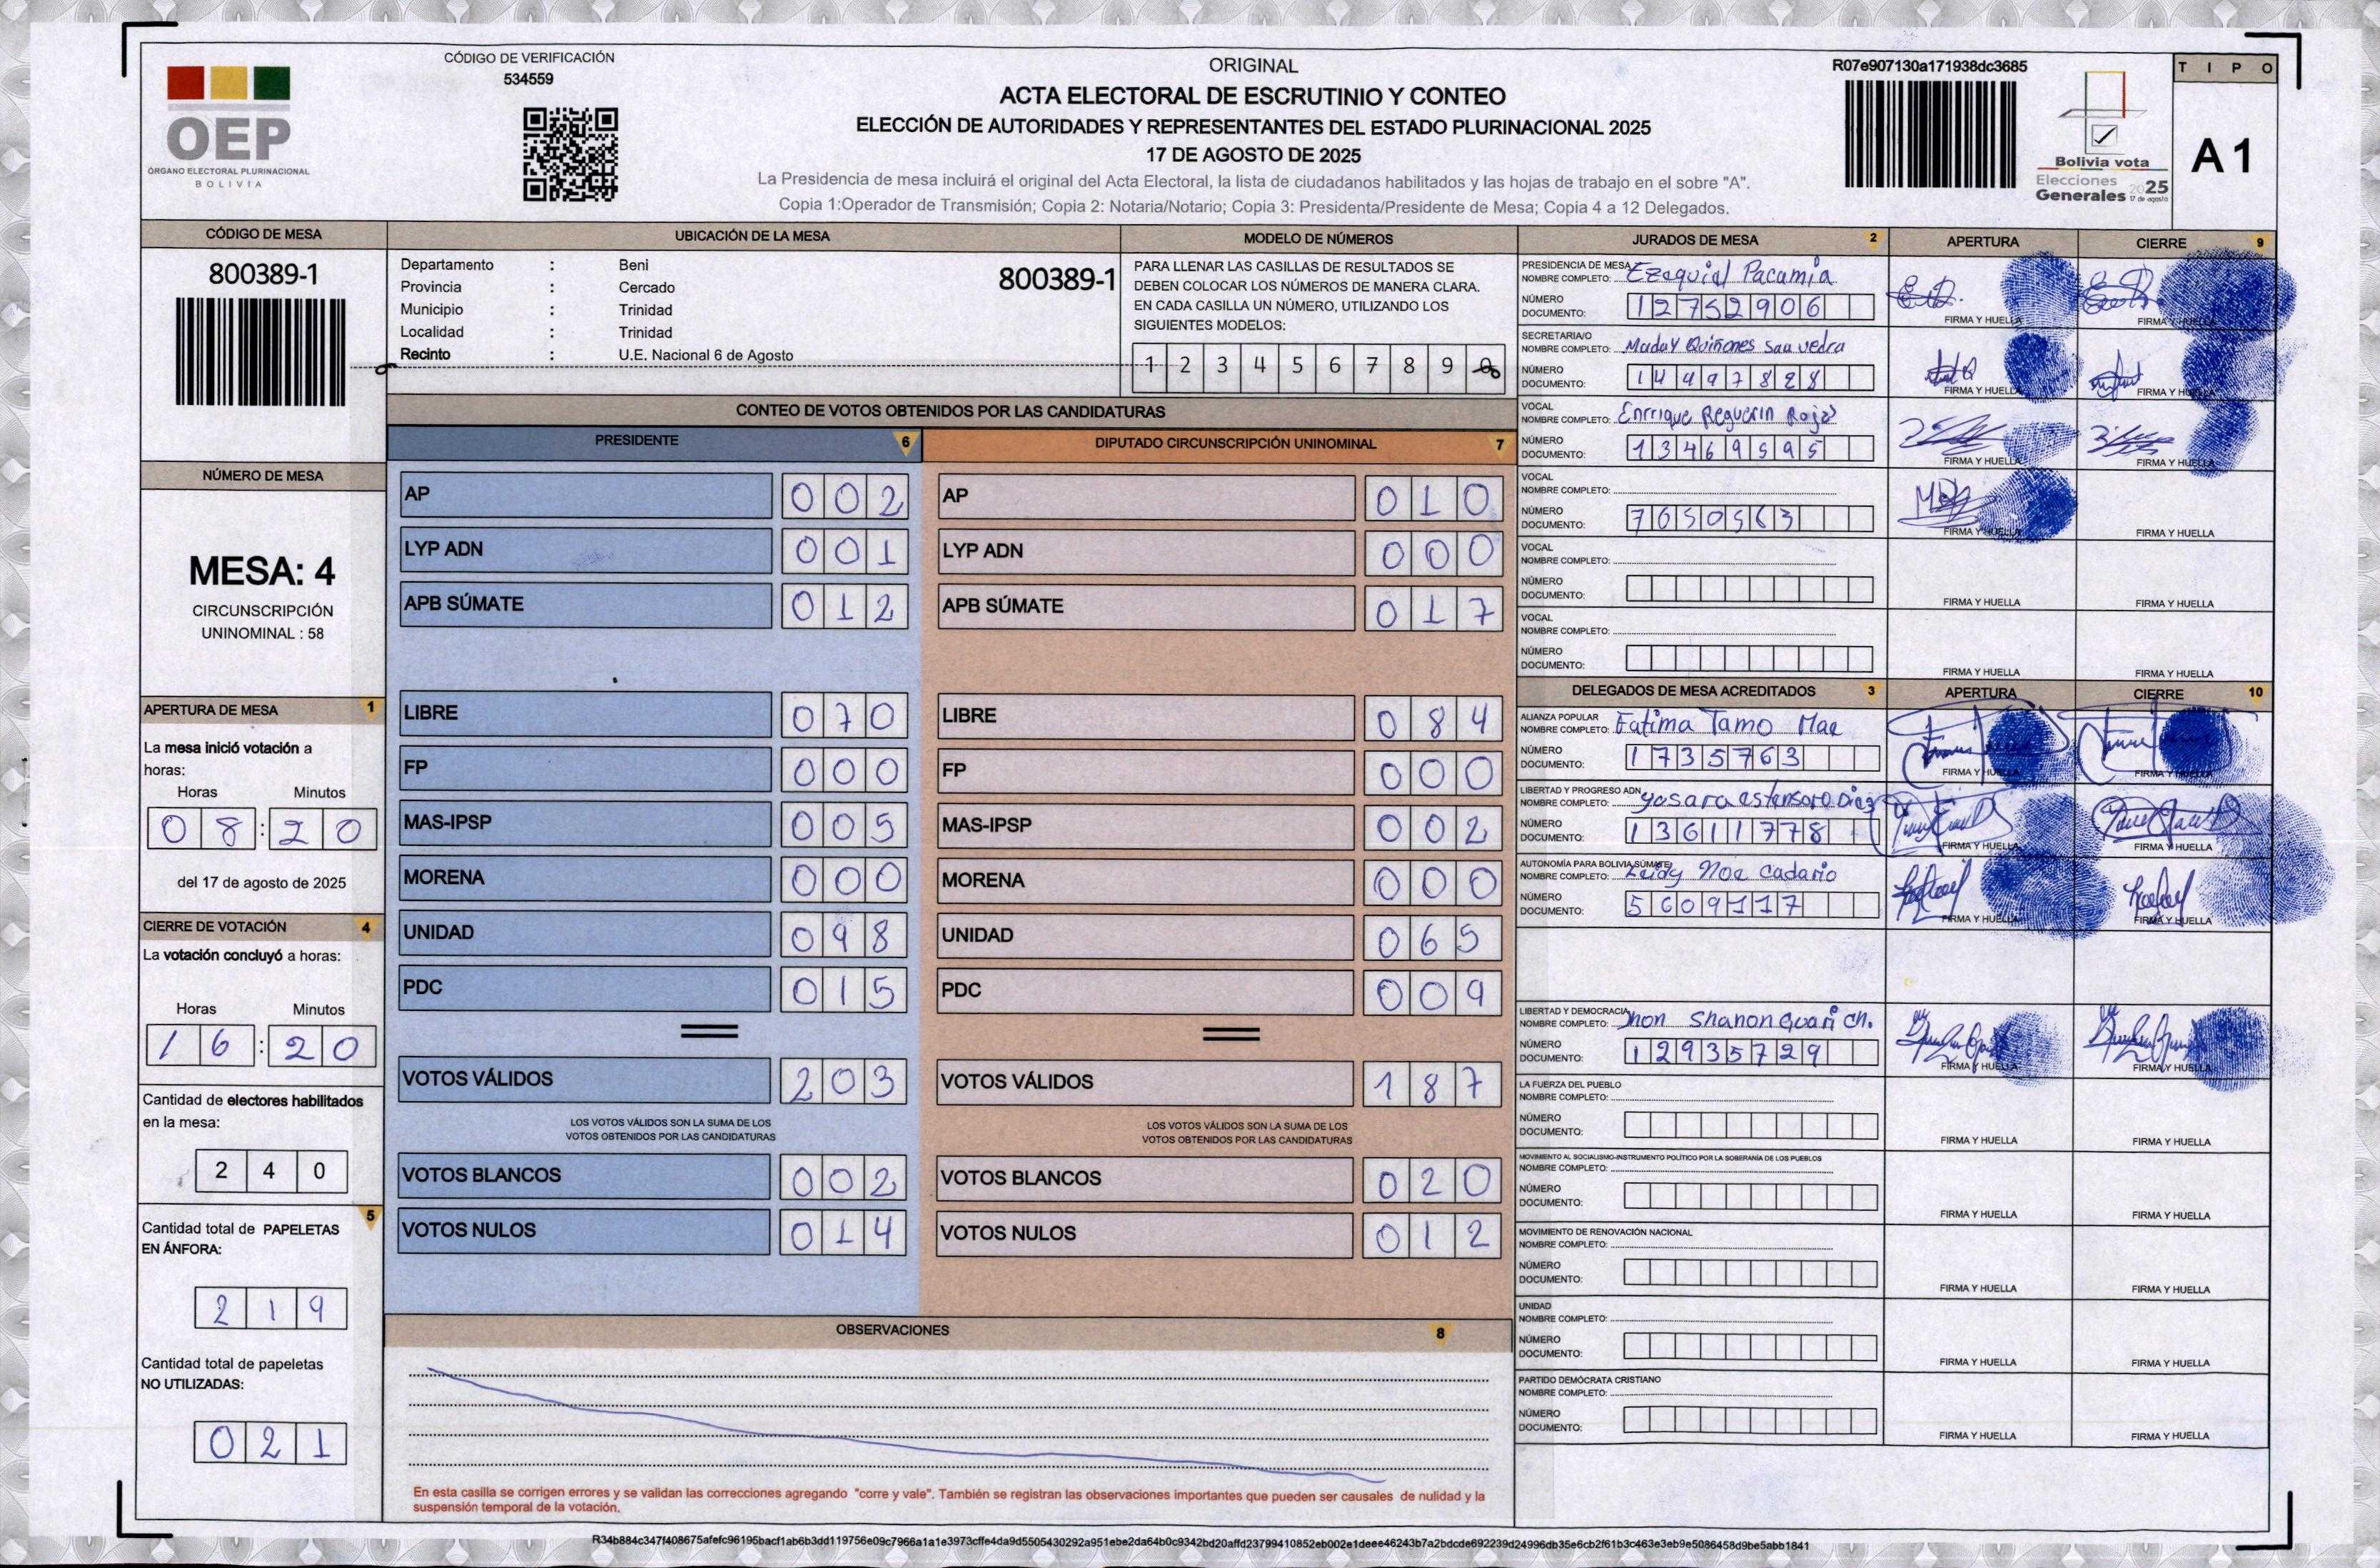 CÓDIGO DE VERIFICACIÓN
534559
OEP
ÓRGANO ELECTORAL PLURINACIONAL
BOLIVIA
ORIGINAL
ACTA ELECTORAL DE ESCRUTINIO Y CONTEO
ELECCIÓN DE AUTORIDADES Y REPRESENTANTES DEL ESTADO PLURINACIONAL 2025
17 DE AGOSTO DE 2025
La Presidencia de mesa incluirá el original del Acta Electoral, la lista de ciudadanos habilitados y las hojas de trabajo en el sobre "A".
Copia 1:Operador de Transmisión; Copia 2: Notaria/Notario; Copia 3: Presidenta/Presidente de Mesa; Copia 4 a 12 Delegados.
R07e907130a171938dc3685
Bolivia vota
Elecciones
Generales 2025
17 de agosto
TIPO
A1
CÓDIGO DE MESA
800389-1
NÚMERO DE MESA
MESA: 4
CIRCUNSCRIPCIÓN
UNINOMINAL : 58
APERTURA DE MESA 1
La mesa inició votación a
horas:
Horas Minutos
08:20
del 17 de agosto de 2025
CIERRE DE VOTACIÓN 4
La votación concluyó a horas:
Horas Minutos
16:20
Cantidad de electores habilitados
en la mesa:
240
5
Cantidad total de PAPELETAS
EN ÁNFORA:
219
Cantidad total de papeletas
NO UTILIZADAS:
021
UBICACIÓN DE LA MESA
Departamento : Beni
800389-1
Provincia : Cercado
Municipio : Trinidad
Localidad : Trinidad
Recinto : U.E. Nacional 6 de Agosto
MODELO DE NÚMEROS
PARA LLENAR LAS CASILLAS DE RESULTADOS SE
DEBEN COLOCAR LOS NÚMEROS DE MANERA CLARA.
EN CADA CASILLA UN NÚMERO, UTILIZANDO LOS
SIGUIENTES MODELOS:
1 2 3 4 5 6 7 8 9 0
CONTEO DE VOTOS OBTENIDOS POR LAS CANDIDATURAS
PRESIDENTE 6
AP 002
LYP ADN 001
APB SÚMATE 012
LIBRE 070
FP 000
MAS-IPSP 005
MORENA 000
UNIDAD 098
PDC 015
VOTOS VÁLIDOS 203
LOS VOTOS VÁLIDOS SON LA SUMA DE LOS
VOTOS OBTENIDOS POR LAS CANDIDATURAS
VOTOS BLANCOS 002
VOTOS NULOS 014
DIPUTADO CIRCUNSCRIPCIÓN UNINOMINAL 7
AP 010
LYP ADN 000
APB SÚMATE 017
LIBRE 084
FP 000
MAS-IPSP 002
MORENA 000
UNIDAD 065
PDC 009
VOTOS VÁLIDOS 187
LOS VOTOS VÁLIDOS SON LA SUMA DE LOS
VOTOS OBTENIDOS POR LAS CANDIDATURAS
VOTOS BLANCOS 020
VOTOS NULOS 012
OBSERVACIONES 8
En esta casilla se corrigen errores y se validan las correcciones agregando "corre y vale". También se registran las observaciones importantes que pueden ser causales de nulidad y la
suspensión temporal de la votación.
JURADOS DE MESA 2 APERTURA CIERRE 9
PRESIDENCIA DE MESA
NOMBRE COMPLETO: Ezequiel Pacamia
NÚMERO
DOCUMENTO: 12752906
FIRMA Y HUELLA FIRMA Y HUELLA
SECRETARIA/O
NOMBRE COMPLETO: Maday Quiñones Saavedra
NÚMERO
DOCUMENTO: 14497828
FIRMA Y HUELLA FIRMA Y HUELLA
VOCAL
NOMBRE COMPLETO: Enrrique Reguerin Rojas
NÚMERO
DOCUMENTO: 13469595
FIRMA Y HUELLA FIRMA Y HUELLA
VOCAL
NOMBRE COMPLETO:
NÚMERO
DOCUMENTO: 7650563
FIRMA Y HUELLA FIRMA Y HUELLA
VOCAL
NOMBRE COMPLETO:
NÚMERO
DOCUMENTO:
FIRMA Y HUELLA FIRMA Y HUELLA
VOCAL
NOMBRE COMPLETO:
NÚMERO
DOCUMENTO:
FIRMA Y HUELLA FIRMA Y HUELLA
DELEGADOS DE MESA ACREDITADOS 3 APERTURA CIERRE 10
ALIANZA POPULAR
NOMBRE COMPLETO: Fatima Tamo Mae
NÚMERO
DOCUMENTO: 1735763
FIRMA Y HUELLA FIRMA Y HUELLA
LIBERTAD Y PROGRESO ADN
NOMBRE COMPLETO: yosara estensoro Diez
NÚMERO
DOCUMENTO: 13611778
FIRMA Y HUELLA FIRMA Y HUELLA
AUTONOMÍA PARA BOLIVIA SÚMATE
NOMBRE COMPLETO: Leidy Noe Cadario
NÚMERO
DOCUMENTO: 5609117
FIRMA Y HUELLA FIRMA Y HUELLA
LIBERTAD Y DEMOCRACIA
NOMBRE COMPLETO: Jhon Shanon Guari Ch.
NÚMERO
DOCUMENTO: 12935729
FIRMA Y HUELLA FIRMA Y HUELLA
LA FUERZA DEL PUEBLO
NOMBRE COMPLETO:
NÚMERO
DOCUMENTO:
FIRMA Y HUELLA FIRMA Y HUELLA
MOVIMIENTO AL SOCIALISMO-INSTRUMENTO POLÍTICO POR LA SOBERANÍA DE LOS PUEBLOS
NOMBRE COMPLETO:
NÚMERO
DOCUMENTO:
FIRMA Y HUELLA FIRMA Y HUELLA
MOVIMIENTO DE RENOVACIÓN NACIONAL
NOMBRE COMPLETO:
NÚMERO
DOCUMENTO:
FIRMA Y HUELLA FIRMA Y HUELLA
UNIDAD
NOMBRE COMPLETO:
NÚMERO
DOCUMENTO:
FIRMA Y HUELLA FIRMA Y HUELLA
PARTIDO DEMÓCRATA CRISTIANO
NOMBRE COMPLETO:
NÚMERO
DOCUMENTO:
FIRMA Y HUELLA FIRMA Y HUELLA